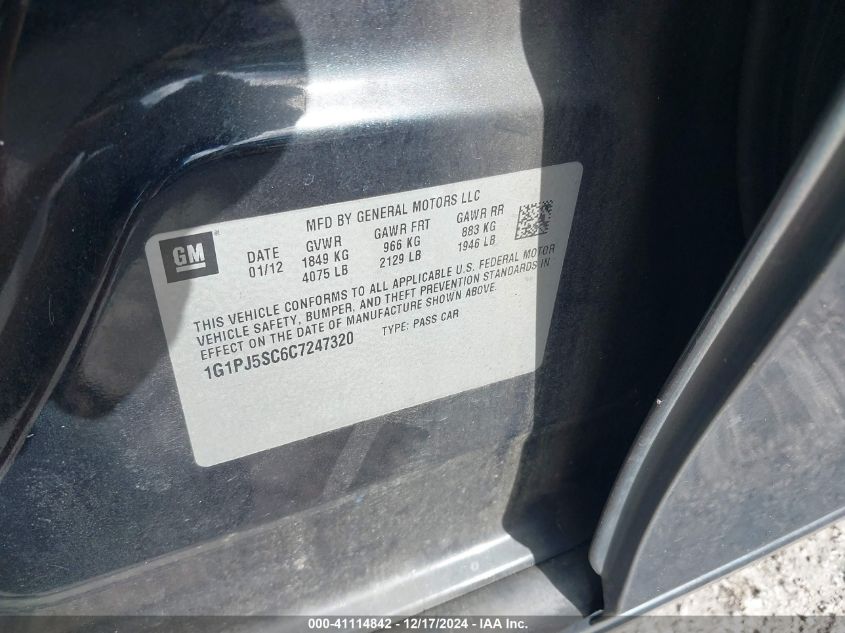 MFD BY GENERAL MOTORS LLC
GM DATE GVWR GAWR FRT GAWR RR
01/12 1849 KG 966 KG 883 KG
4075 LB 2129 LB 1946 LB
THIS VEHICLE CONFORMS TO ALL APPLICABLE U.S. FEDERAL MOTOR
VEHICLE SAFETY, BUMPER, AND THEFT PREVENTION STANDARDS IN
EFFECT ON THE DATE OF MANUFACTURE SHOWN ABOVE.
1G1PJ5SC6C7247320 TYPE: PASS CAR
000-41114842 - 12/17/2024 - IAA Inc.